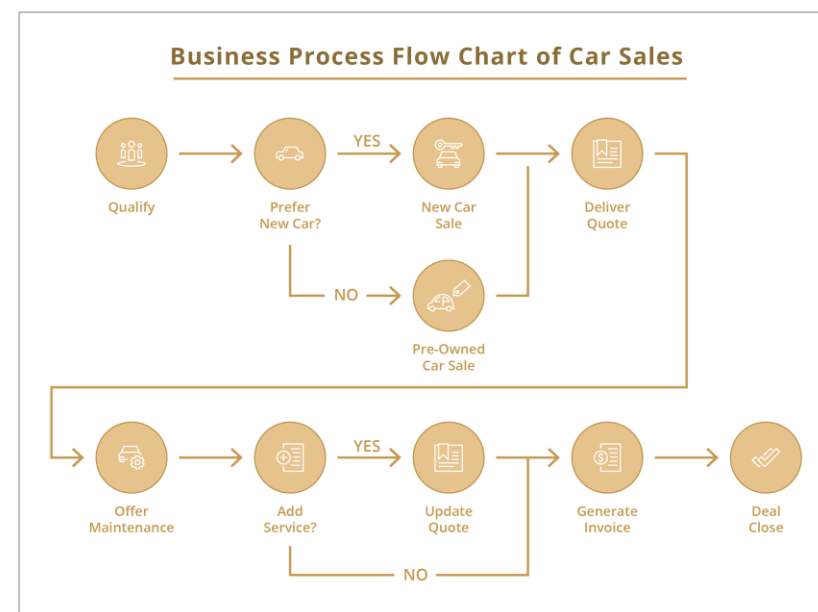 Business Process Flow Chart of Car Sales
YES
Qualify
Prefer
New Car?
New Car
Sale
Deliver
Quote
NO
Pre-Owned
Car Sale
YES
Offer
Maintenance
Add
Service?
Update
Quote
Generate
Invoice
Deal
Close
NO